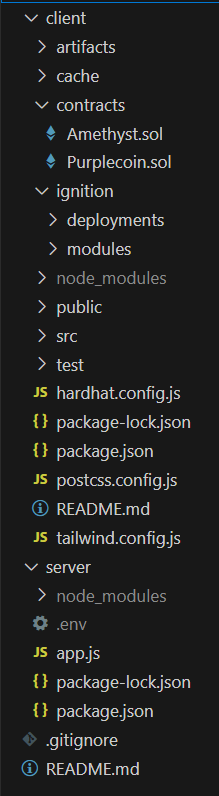 client
artifacts
cache
contracts
Amethyst.sol
Purplecoin.sol
ignition
deployments
modules
node_modules
public
src
test
JS hardhat.config.js
{} package-lock.json
{} package.json
JS postcss.config.js
README.md
JS tailwind.config.js
server
node_modules
.env
JS app.js
{} package-lock.json
{} package.json
.gitignore
README.md